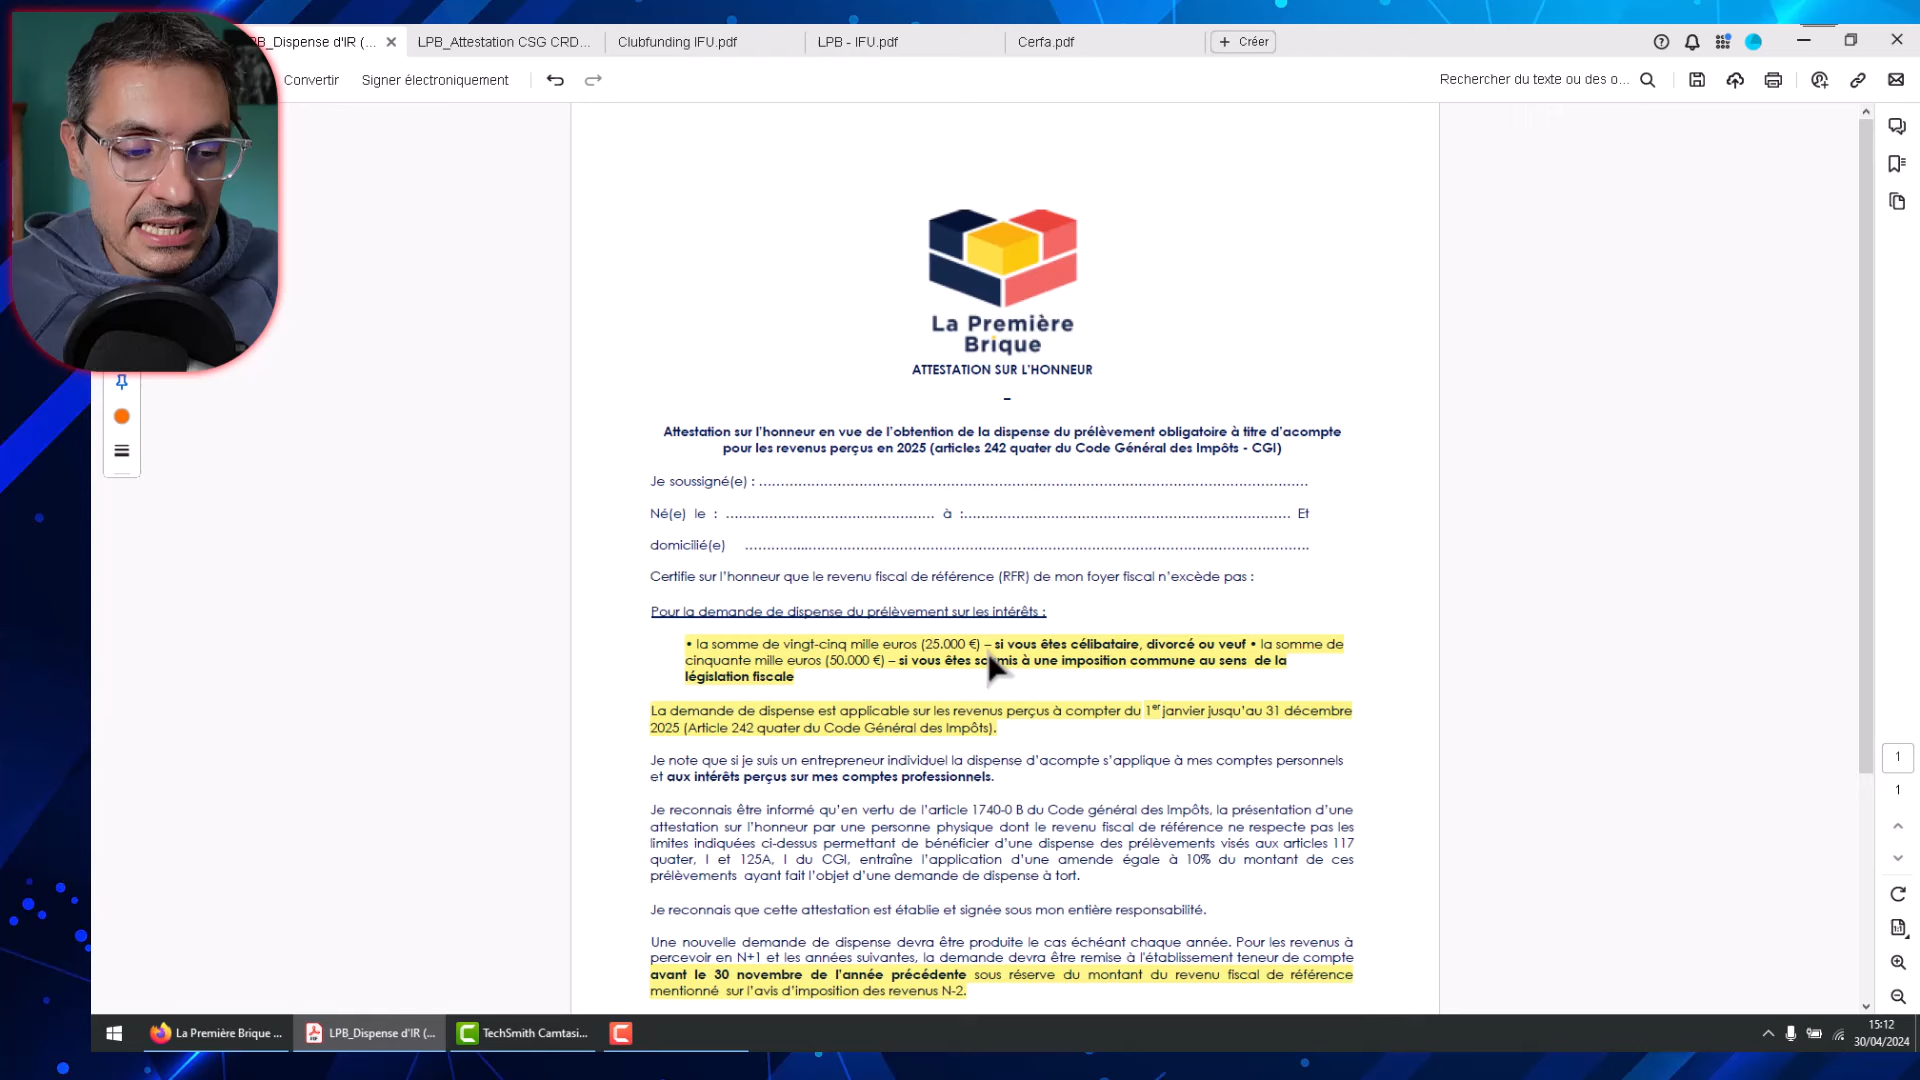 LPB_Dispense d'IR (...
LPB_Attestation CSG CRD...
Clubfunding IFU.pdf
LPB - IFU.pdf
Cerfa.pdf
Créer
Convertir
Signer électroniquement
Rechercher du texte ou des o...
La Première
Brique
ATTESTATION SUR L'HONNEUR
–
Attestation sur l'honneur en vue de l'obtention de la dispense du prélèvement obligatoire à titre d'acompte
pour les revenus perçus en 2025 (articles 242 quater du Code Général des Impôts - CGI)
Je soussigné(e) : ………………………………………………………………………………………
Né(e) le : ……………………………… à :………………………………………………… Et
domicilié(e) ……………………………………………………………………………………….
Certifie sur l'honneur que le revenu fiscal de référence (RFR) de mon foyer fiscal n'excède pas :
Pour la demande de dispense du prélèvement sur les intérêts :
• la somme de vingt-cinq mille euros (25.000 €) – si vous êtes célibataire, divorcé ou veuf • la somme de
cinquante mille euros (50.000 €) – si vous êtes soumis à une imposition commune au sens de la
législation fiscale
La demande de dispense est applicable sur les revenus perçus à compter du 1er janvier jusqu'au 31 décembre
2025 (Article 242 quater du Code Général des Impôts).
Je note que si je suis un entrepreneur individuel la dispense d'acompte s'applique à mes comptes personnels
et aux intérêts perçus sur mes comptes professionnels.
Je reconnais être informé qu'en vertu de l'article 1740-0 B du Code général des Impôts, la présentation d'une
attestation sur l'honneur par une personne physique dont le revenu fiscal de référence ne respecte pas les
limites indiquées ci-dessus permettant de bénéficier d'une dispense des prélèvements visés aux articles 117
quater, I et 125A, I du CGI, entraîne l'application d'une amende égale à 10% du montant de ces
prélèvements ayant fait l'objet d'une demande de dispense à tort.
Je reconnais que cette attestation est établie et signée sous mon entière responsabilité.
Une nouvelle demande de dispense devra être produite le cas échéant chaque année. Pour les revenus à
percevoir en N+1 et les années suivantes, la demande devra être remise à l'établissement teneur de compte
avant le 30 novembre de l'année précédente sous réserve du montant du revenu fiscal de référence
mentionné sur l'avis d'imposition des revenus N-2.
1
1
La Première Brique ...
LPB_Dispense d'IR (...
TechSmith Camtasi...
15:12
30/04/2024